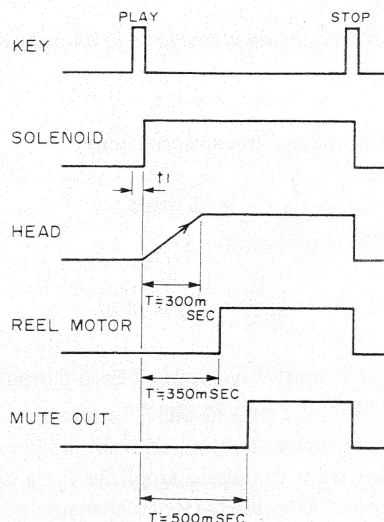 PLAY STOP
KEY
SOLENOID
t1
HEAD
T≒300m
SEC
REEL MOTOR
T≒350mSEC
MUTE OUT
T≒500mSEC